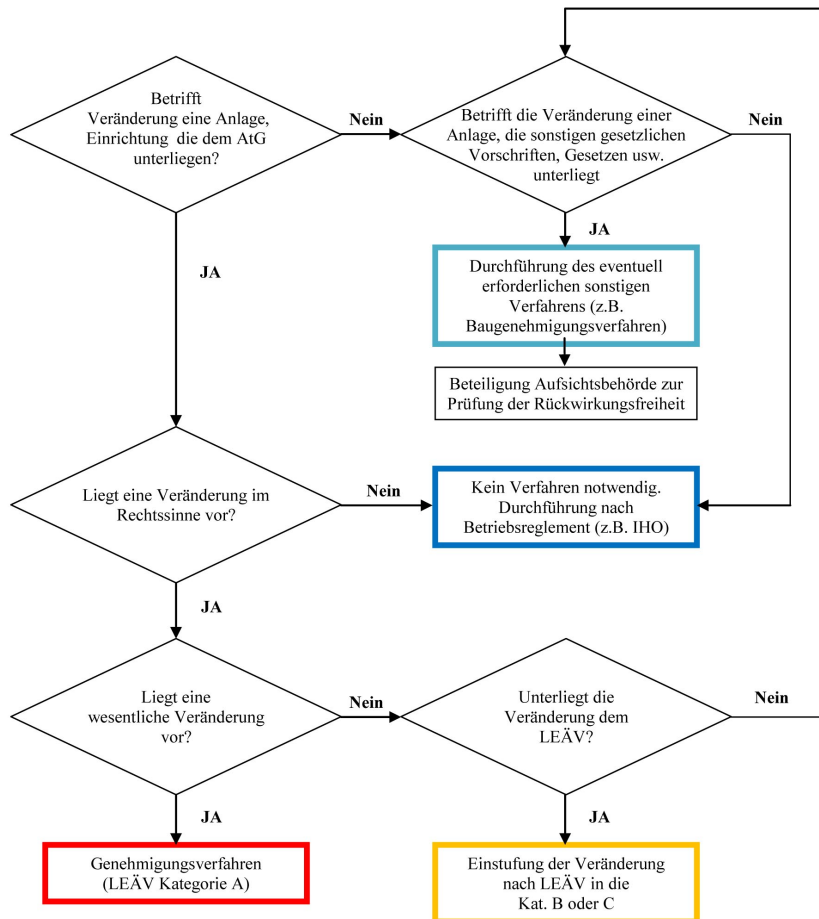 Betrifft
Veränderung eine Anlage,
Einrichtung die dem AtG
unterliegen?
Nein
Betrifft die Veränderung einer
Anlage, die sonstigen gesetzlichen
Vorschriften, Gesetzen usw.
unterliegt
Nein
JA
JA
Durchführung des eventuell
erforderlichen sonstigen
Verfahrens (z.B.
Baugenehmigungsverfahren)
Beteiligung Aufsichtsbehörde zur
Prüfung der Rückwirkungsfreiheit
Liegt eine Veränderung im
Rechtssinne vor?
Nein
Kein Verfahren notwendig.
Durchführung nach
Betriebsreglement (z.B. IHO)
JA
Liegt eine
wesentliche Veränderung
vor?
Nein
Unterliegt die
Veränderung dem
LEÄV?
Nein
JA
JA
Genehmigungsverfahren
(LEÄV Kategorie A)
Einstufung der Veränderung
nach LEÄV in die
Kat. B oder C